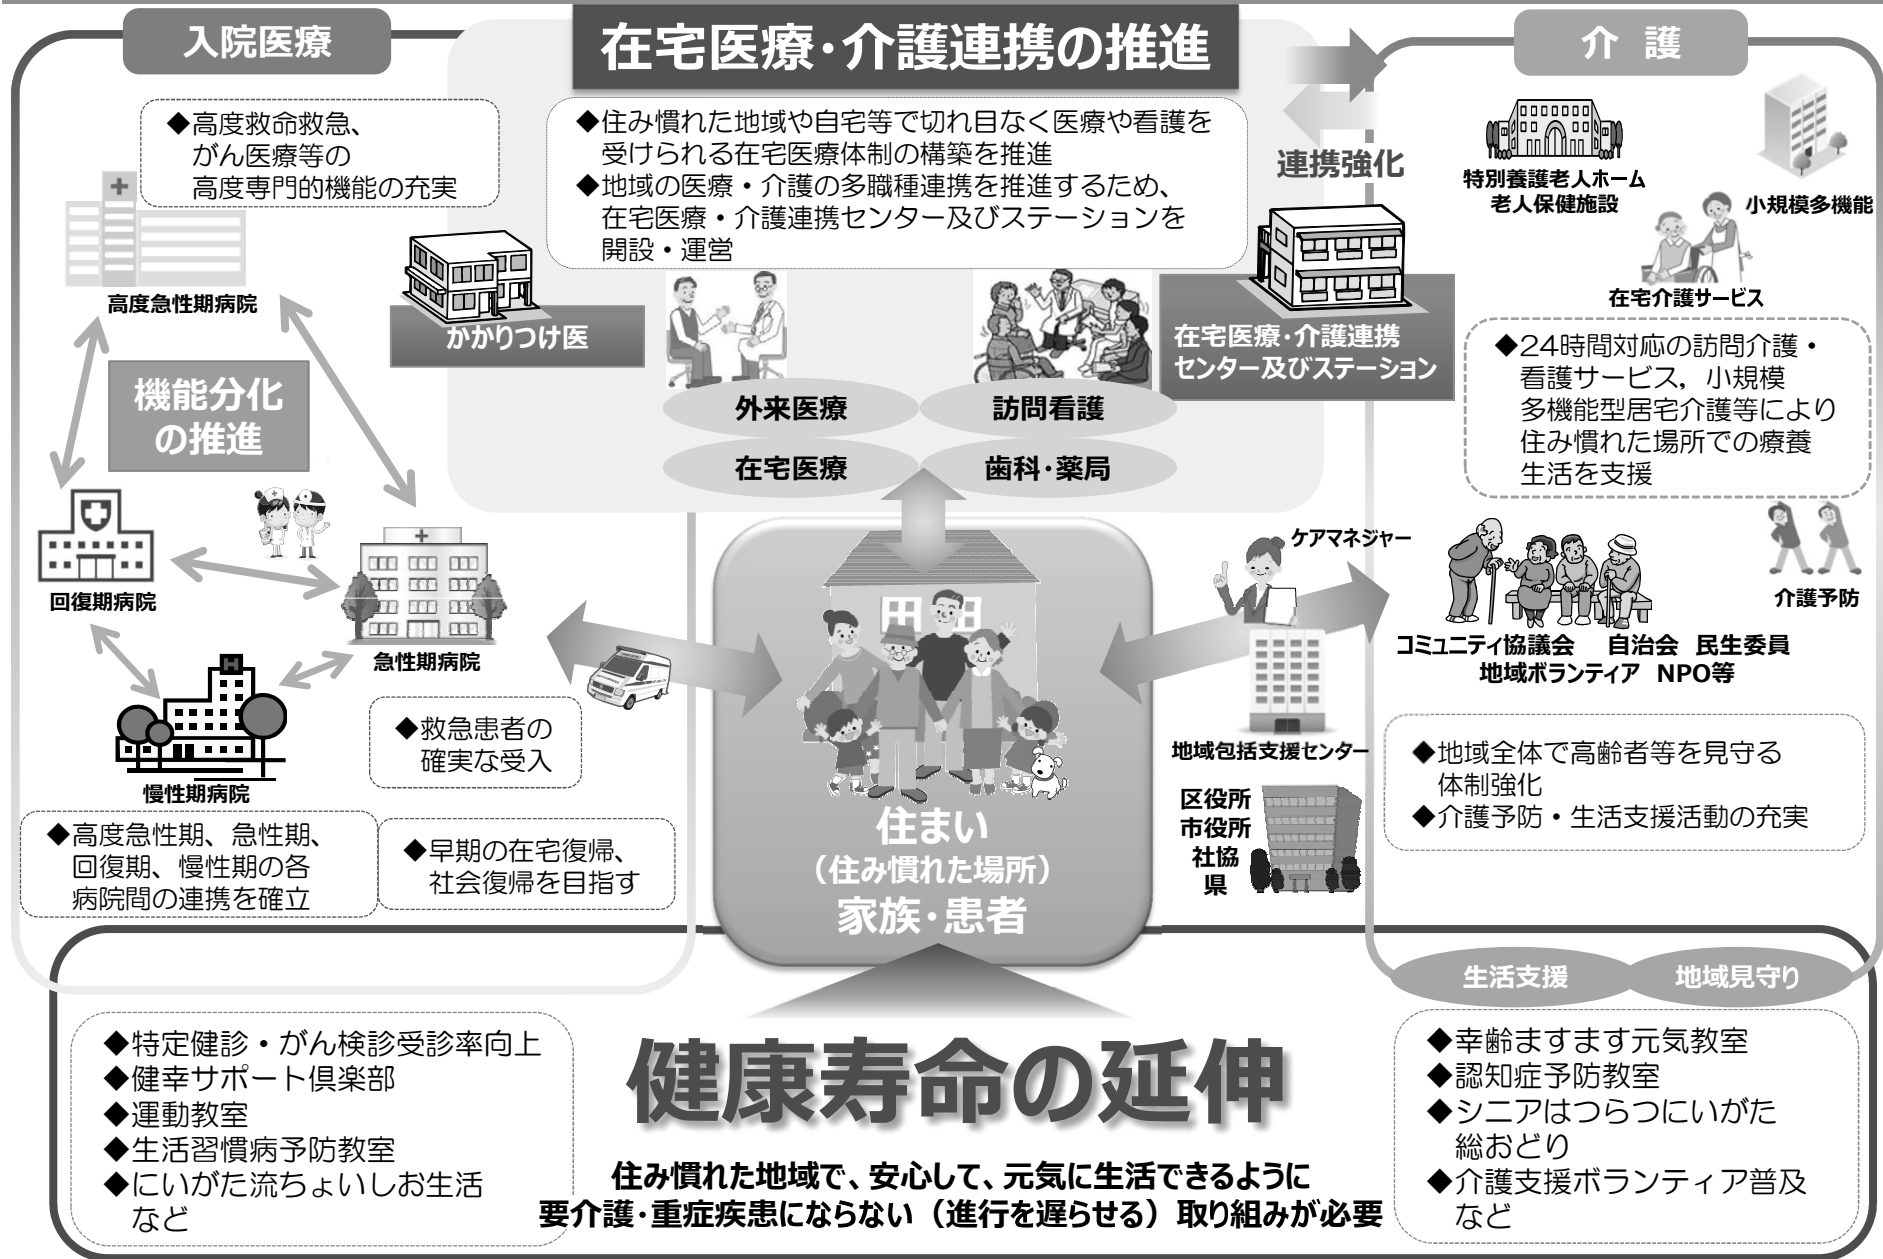 入院医療
在宅医療･介護連携の推進
介 護
◆高度救命救急、
がん医療等の
高度専門的機能の充実
◆住み慣れた地域や自宅等で切れ目なく医療や看護を
受けられる在宅医療体制の構築を推進
◆地域の医療・介護の多職種連携を推進するため、
在宅医療・介護連携センター及びステーションを
開設・運営
連携強化
特別養護老人ホーム
老人保健施設
小規模多機能
在宅介護サービス
高度急性期病院
かかりつけ医
在宅医療･介護連携
センター及びステーション
機能分化
の推進
外来医療
訪問看護
在宅医療
歯科･薬局
◆24時間対応の訪問介護・
看護サービス，小規模
多機能型居宅介護等により
住み慣れた場所での療養
生活を支援
ケアマネジャー
回復期病院
急性期病院
介護予防
コミュニティ協議会 自治会 民生委員
地域ボランティア NPO等
慢性期病院
◆救急患者の
確実な受入
地域包括支援センター
◆地域全体で高齢者等を見守る
体制強化
◆介護予防・生活支援活動の充実
区役所
市役所
社協
県
◆高度急性期、急性期、
回復期、慢性期の各
病院間の連携を確立
◆早期の在宅復帰、
社会復帰を目指す
住まい
（住み慣れた場所）
家族･患者
生活支援
地域見守り
◆特定健診・がん検診受診率向上
◆健幸サポート倶楽部
◆運動教室
◆生活習慣病予防教室
◆にいがた流ちょいしお生活
など
健康寿命の延伸
住み慣れた地域で、安心して、元気に生活できるように
要介護･重症疾患にならない（進行を遅らせる）取り組みが必要
◆幸齢ますます元気教室
◆認知症予防教室
◆シニアはつらつにいがた
総おどり
◆介護支援ボランティア普及
など